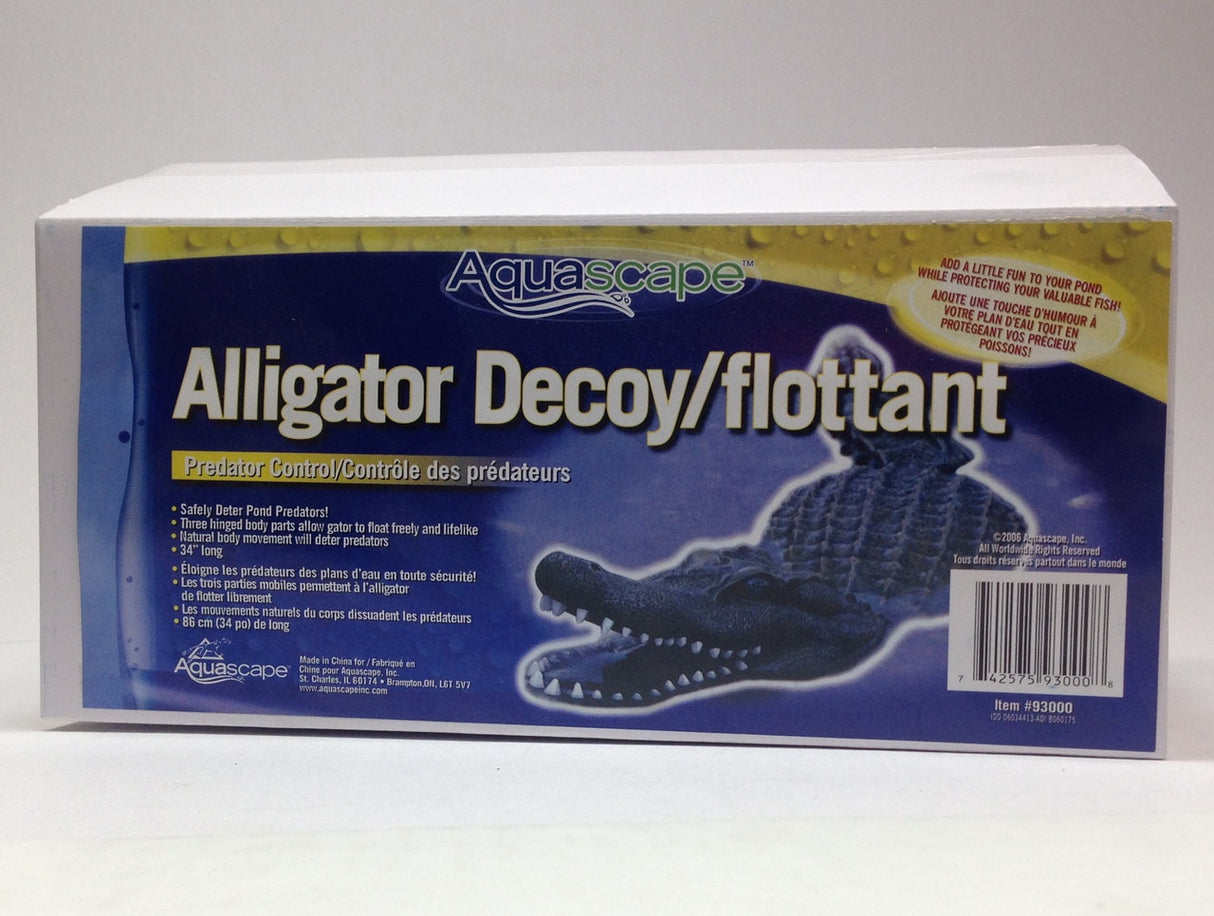 Aquascape™
ADD A LITTLE FUN TO YOUR POND
WHILE PROTECTING YOUR VALUABLE FISH!
AJOUTE UNE TOUCHE D'HUMOUR À
VOTRE PLAN D'EAU TOUT EN
PROTÉGEANT VOS PRÉCIEUX
POISSONS!
Alligator Decoy/flottant
Predator Control/Contrôle des prédateurs
• Safely Deter Pond Predators!
• Three hinged body parts allow gator to float freely and lifelike
• Natural body movement will deter predators
• 34" long
• Éloigne les prédateurs des plans d'eau en toute sécurité!
• Les trois parties mobiles permettent à l'alligator
de flotter librement
• Les mouvements naturels du corps dissuadent les prédateurs
• 86 cm (34 po) de long
Aquascape™
Made in China for / Fabriqué en
Chine pour Aquascape, Inc.
St. Charles, IL 60174 • Brampton,ON, L6T 5V7
www.aquascapeinc.com
©2006 Aquascape, Inc.
All Worldwide Rights Reserved
Tous droits réservés partout dans le monde
7 42575 93000 8
Item #93000
IDD 06034413-ADI B060175